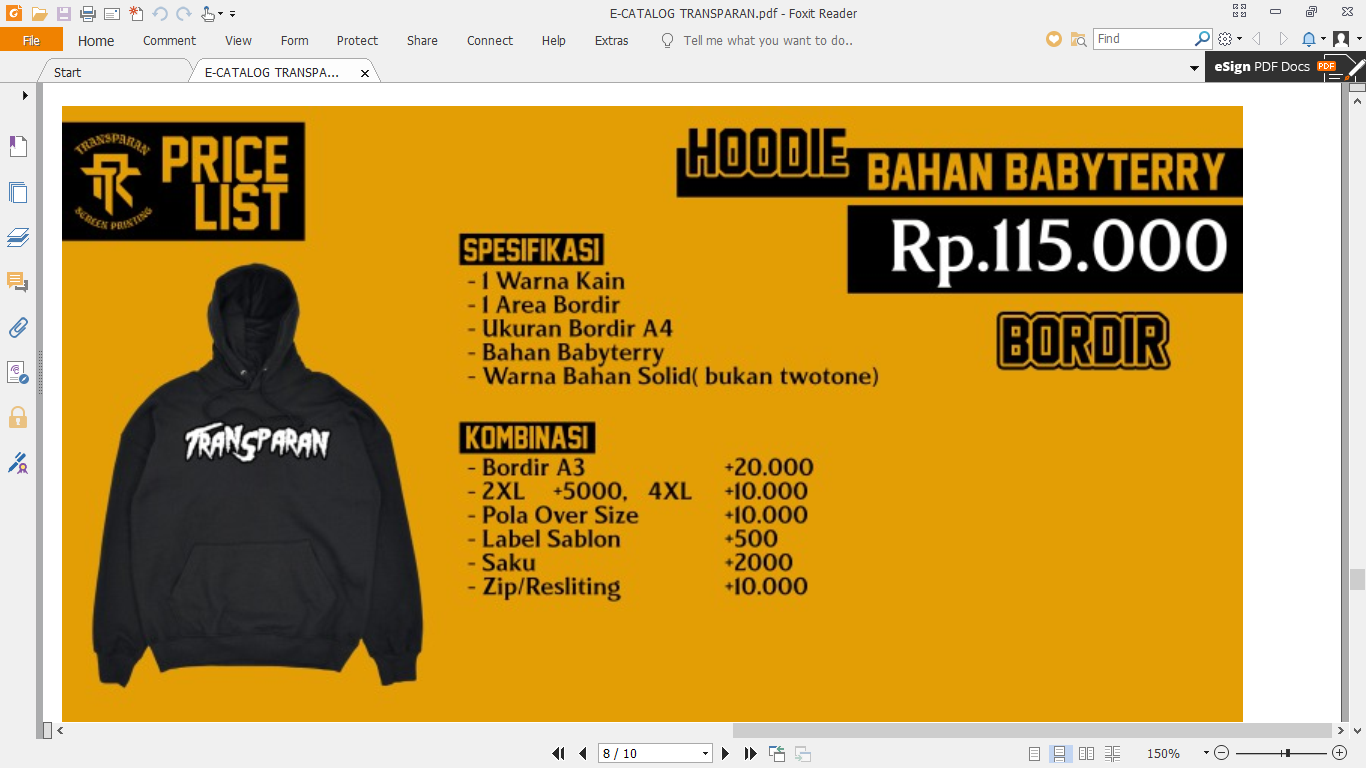 E-CATALOG TRANSPARAN.pdf - Foxit Reader
File Home Comment View Form Protect Share Connect Help Extras Tell me what you want to do.. Find
Start E-CATALOG TRANSPA... eSign PDF Docs PDF
TRANSPARAN
SCREEN PRINTING
PRICE
LIST
HOODIE
BAHAN BABYTERRY
Rp.115.000
BORDIR
SPESIFIKASI
- 1 Warna Kain
- 1 Area Bordir
- Ukuran Bordir A4
- Bahan Babyterry
- Warna Bahan Solid( bukan twotone)
TRANSPARAN
KOMBINASI
- Bordir A3 +20.000
- 2XL +5000, 4XL +10.000
- Pola Over Size +10.000
- Label Sablon +500
- Saku +2000
- Zip/Resliting +10.000
8 / 10 150%